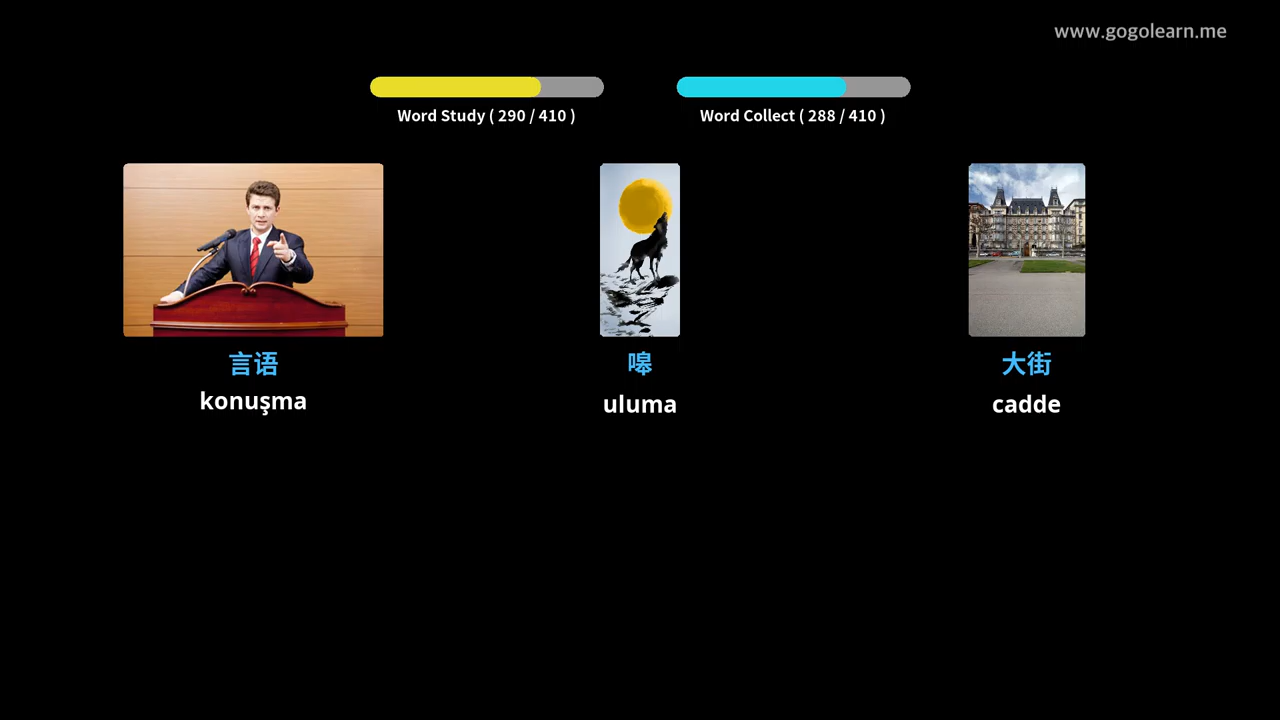 www.gogolearn.me
Word Study ( 290 / 410 )
Word Collect ( 288 / 410 )
言语
嗥
大街
konuşma
uluma
cadde